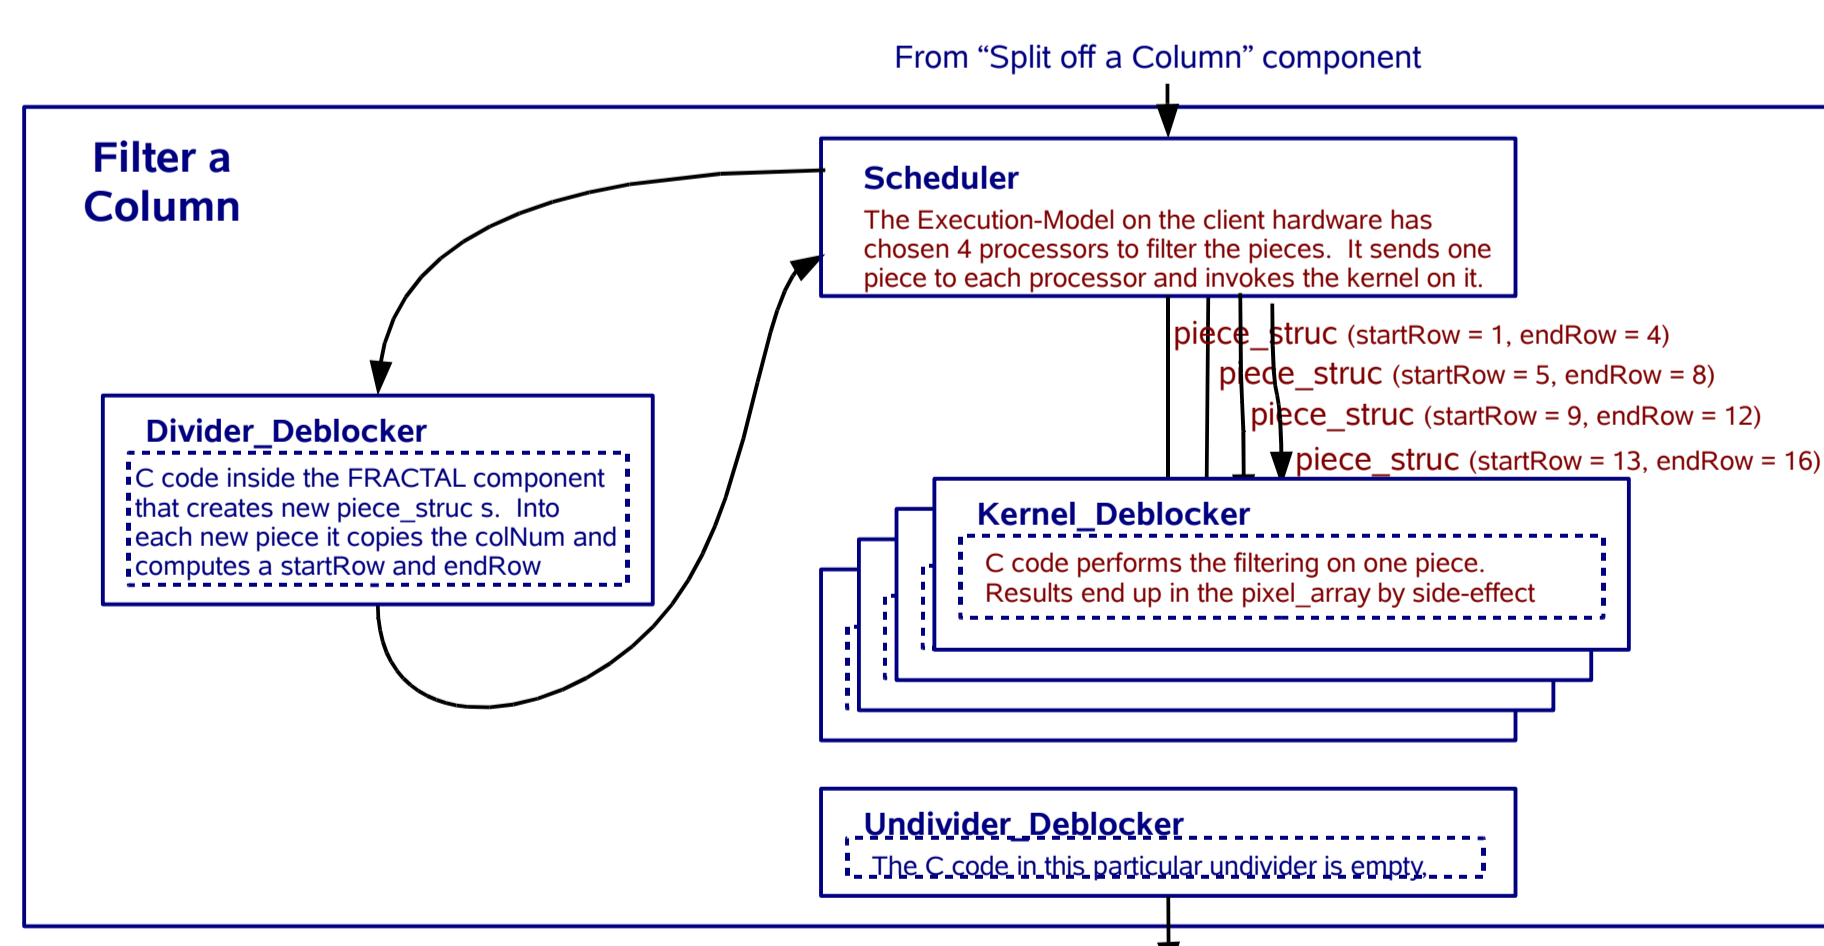 From “Split off a Column” component
Filter a
Column
Scheduler
The Execution-Model on the client hardware has
chosen 4 processors to filter the pieces.  It sends one
piece to each processor and invokes the kernel on it.
piece_struc (startRow = 1, endRow = 4)
piece_struc (startRow = 5, endRow = 8)
piece_struc (startRow = 9, endRow = 12)
piece_struc (startRow = 13, endRow = 16)
Divider_Deblocker
C code inside the FRACTAL component
that creates new piece_struc s.  Into
each new piece it copies the colNum and
computes a startRow and endRow
Kernel_Deblocker
C code performs the filtering on one piece.
Results end up in the pixel_array by side-effect
Undivider_Deblocker
The C code in this particular undivider is empty,